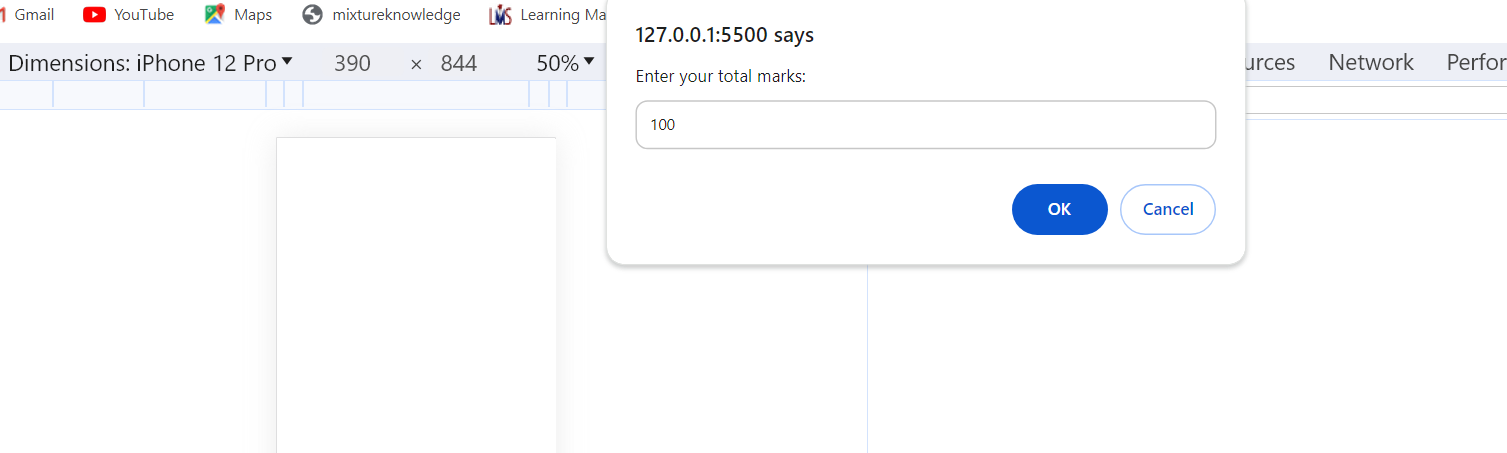 Gmail YouTube Maps mixtureknowledge Learning Ma
127.0.0.1:5500 says
Dimensions: iPhone 12 Pro 390 × 844 50% urces Network Perfor
Enter your total marks:
100
OK Cancel